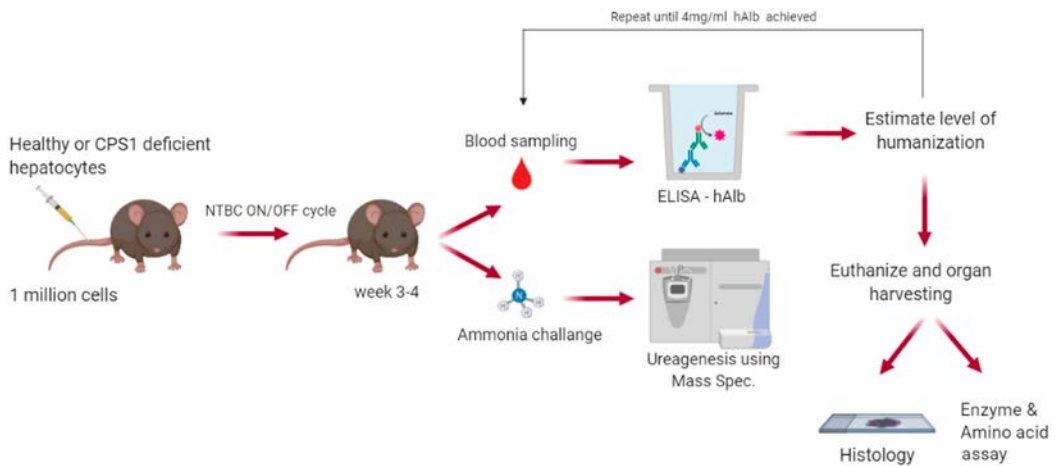 Repeat until 4mg/ml hAlb achieved
Healthy or CPS1 deficient
hepatocytes
1 million cells
NTBC ON/OFF cycle
week 3-4
Blood sampling
Ammonia challange
ELISA - hAlb
Ureagenesis using
Mass Spec.
Estimate level of
humanization
Euthanize and organ
harvesting
Histology
Enzyme &
Amino acid
assay
N
H
H
H
H